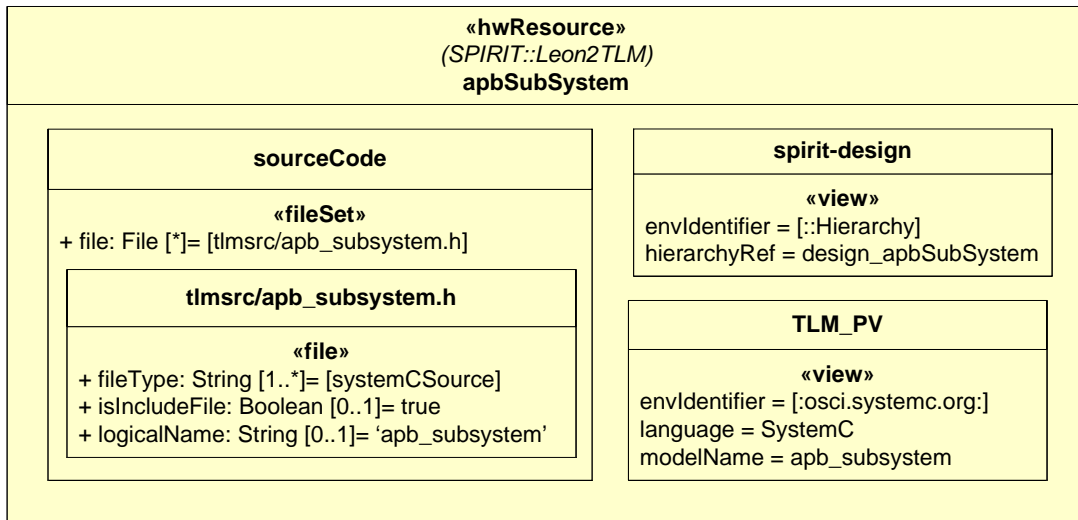 «hwResource»
(SPIRIT::Leon2TLM)
apbSubSystem
sourceCode
«fileSet»
+ file: File [*]= [tlmsrc/apb_subsystem.h]
tlmsrc/apb_subsystem.h
«file»
+ fileType: String [1..*]= [systemCSource]
+ isIncludeFile: Boolean [0..1]= true
+ logicalName: String [0..1]= ‘apb_subsystem’
spirit-design
«view»
envIdentifier = [::Hierarchy]
hierarchyRef = design_apbSubSystem
TLM_PV
«view»
envIdentifier = [:osci.systemc.org:]
language = SystemC
modelName = apb_subsystem